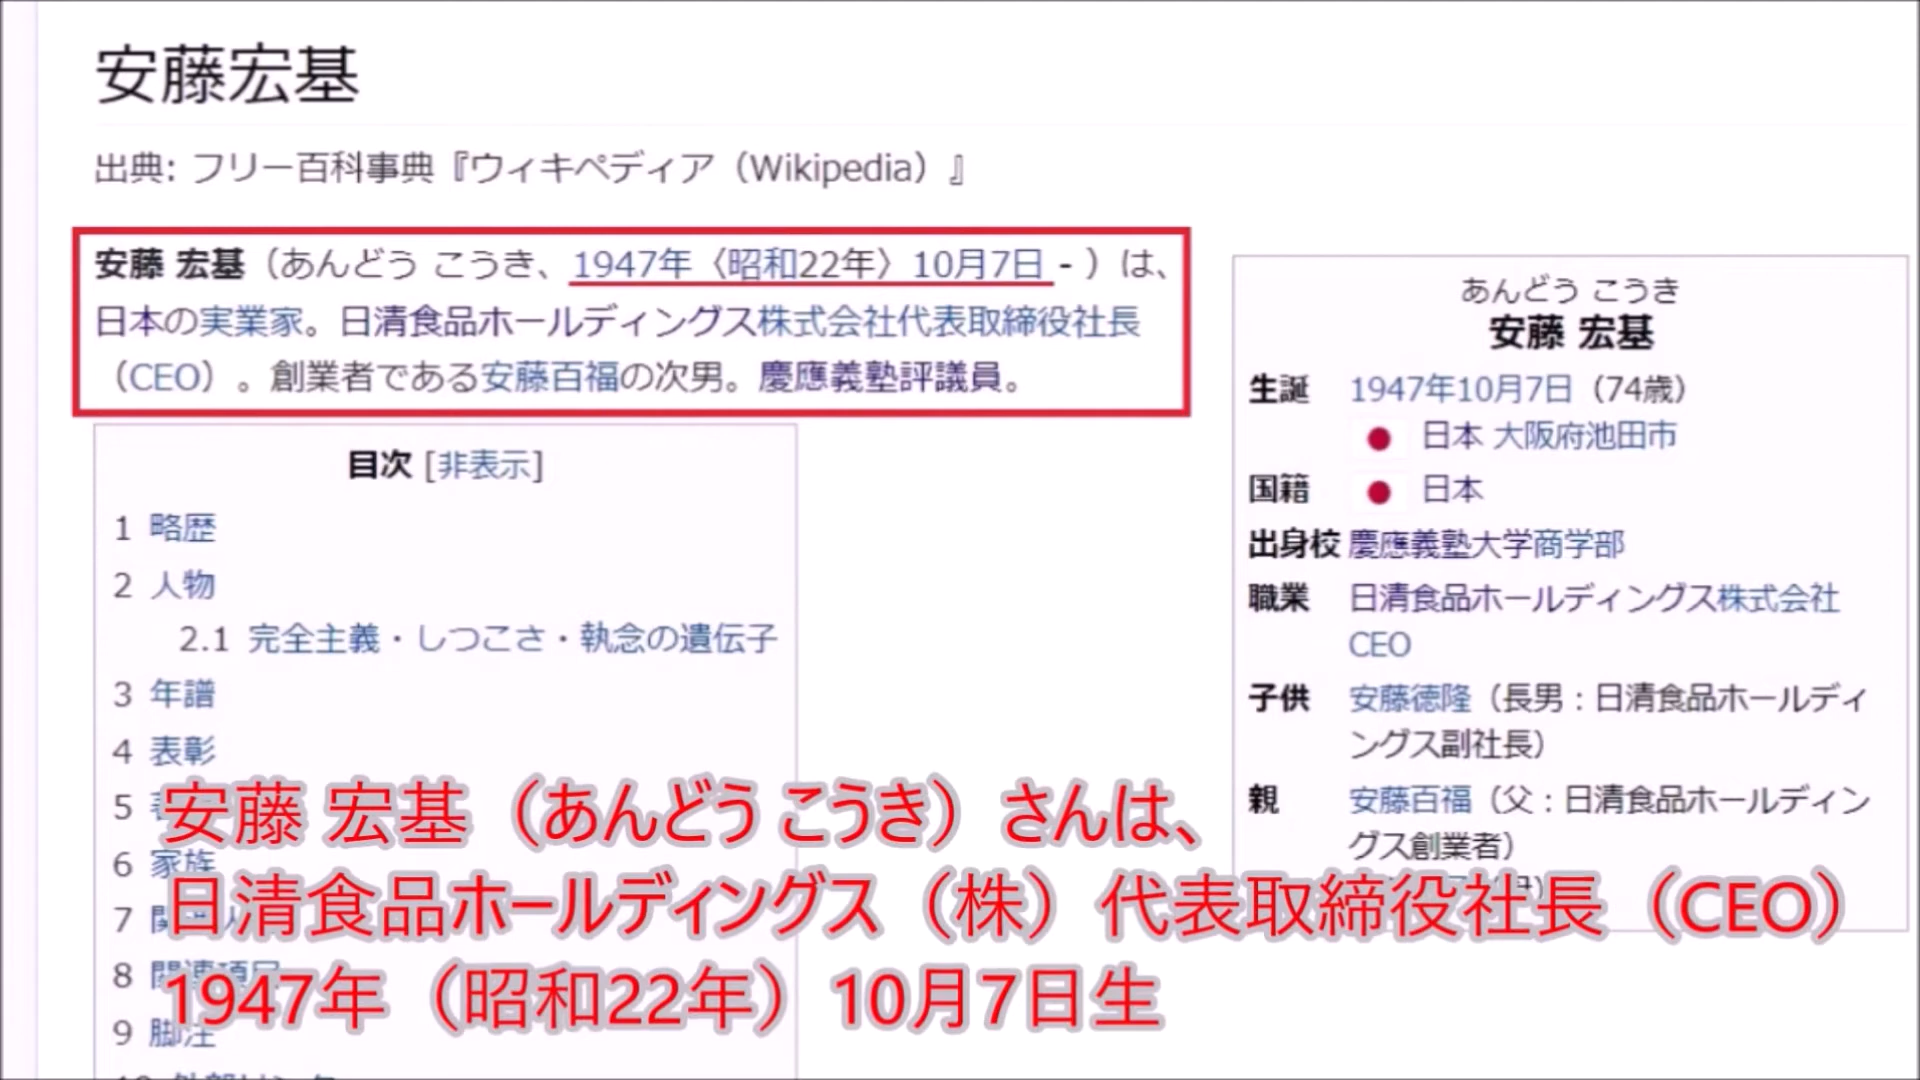 安藤宏基
出典: フリー百科事典『ウィキペディア（Wikipedia）』
安藤 宏基（あんどう こうき、1947年〈昭和22年〉10月7日 - ）は、
日本の実業家。日清食品ホールディングス株式会社代表取締役社長
（CEO）。創業者である安藤百福の次男。慶應義塾評議員。
目次 [非表示]
1 略歴
2 人物
2.1 完全主義・しつこさ・執念の遺伝子
3 年譜
4 表彰
5
6 家族
7
8 関連項目
9 脚注
あんどう こうき
安藤 宏基
生誕 1947年10月7日（74歳）
日本 大阪府池田市
国籍 日本
出身校 慶應義塾大学商学部
職業 日清食品ホールディングス株式会社
CEO
子供 安藤徳隆（長男：日清食品ホールディ
ングス副社長）
親 安藤百福（父：日清食品ホールディン
グス創業者）
安藤 宏基（あんどう こうき）さんは、
日清食品ホールディングス（株）代表取締役社長（CEO）
1947年（昭和22年）10月7日生